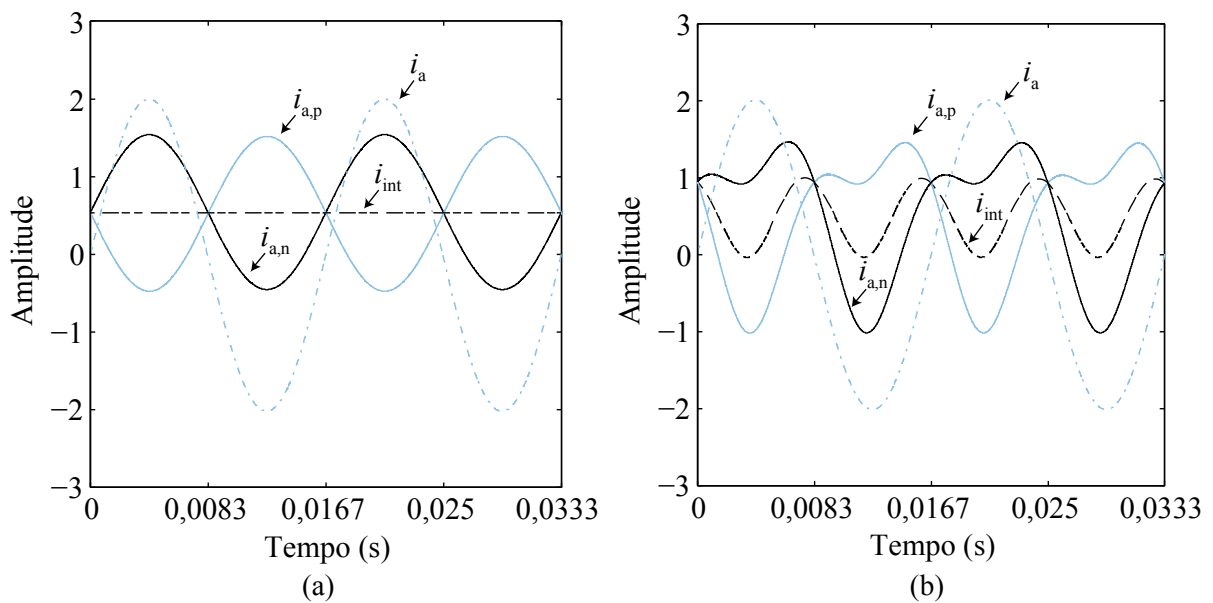 3
2
1
0
−1
−2
−3
Amplitude
i_a
i_a,p
i_int
i_a,n
0
0,0083
0,0167
0,025
0,0333
Tempo (s)
(a)
3
2
1
0
−1
−2
−3
Amplitude
i_a
i_a,p
i_int
i_a,n
0
0,0083
0,0167
0,025
0,0333
Tempo (s)
(b)